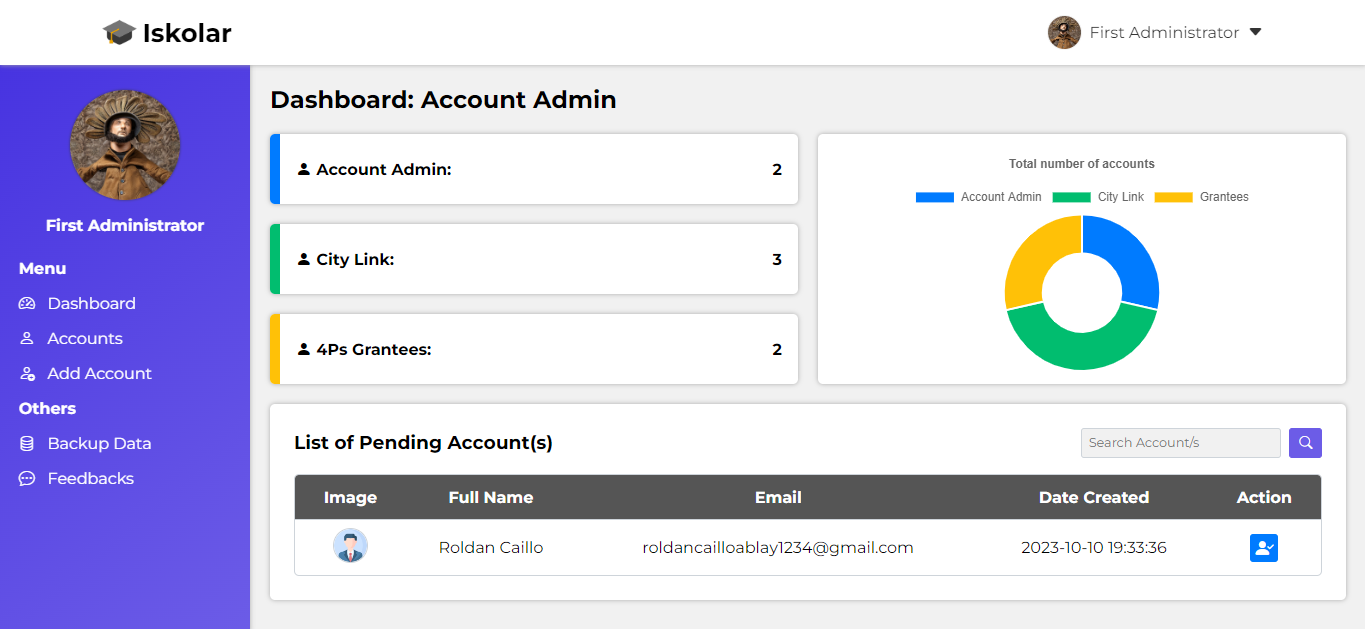 Iskolar
First Administrator
First Administrator
Menu
Dashboard
Accounts
Add Account
Others
Backup Data
Feedbacks
Dashboard: Account Admin
Account Admin: 2
City Link: 3
4Ps Grantees: 2
Total number of accounts
Account Admin City Link Grantees
List of Pending Account(s)
Search Account/s
Image Full Name Email Date Created Action
Roldan Caillo roldancailloablay1234@gmail.com 2023-10-10 19:33:36